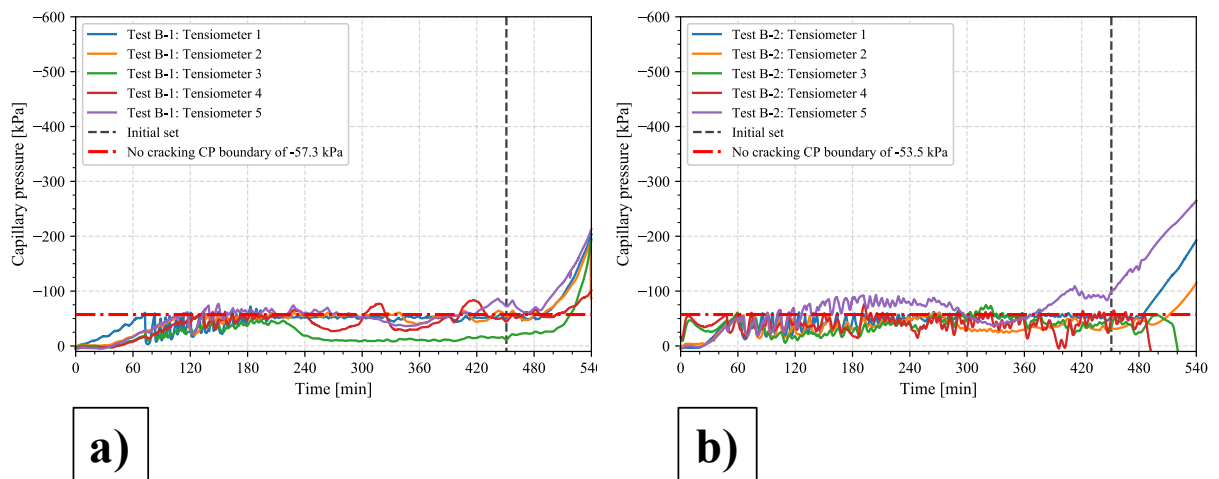 −600
−500
−400
−300
−200
−100
0
Capillary pressure [kPa]
Test B-1: Tensiometer 1
Test B-1: Tensiometer 2
Test B-1: Tensiometer 3
Test B-1: Tensiometer 4
Test B-1: Tensiometer 5
Initial set
No cracking CP boundary of -57.3 kPa
0 60 120 180 240 300 360 420 480 540
Time [min]
a)
−600
−500
−400
−300
−200
−100
0
Capillary pressure [kPa]
Test B-2: Tensiometer 1
Test B-2: Tensiometer 2
Test B-2: Tensiometer 3
Test B-2: Tensiometer 4
Test B-2: Tensiometer 5
Initial set
No cracking CP boundary of -53.5 kPa
0 60 120 180 240 300 360 420 480 540
Time [min]
b)